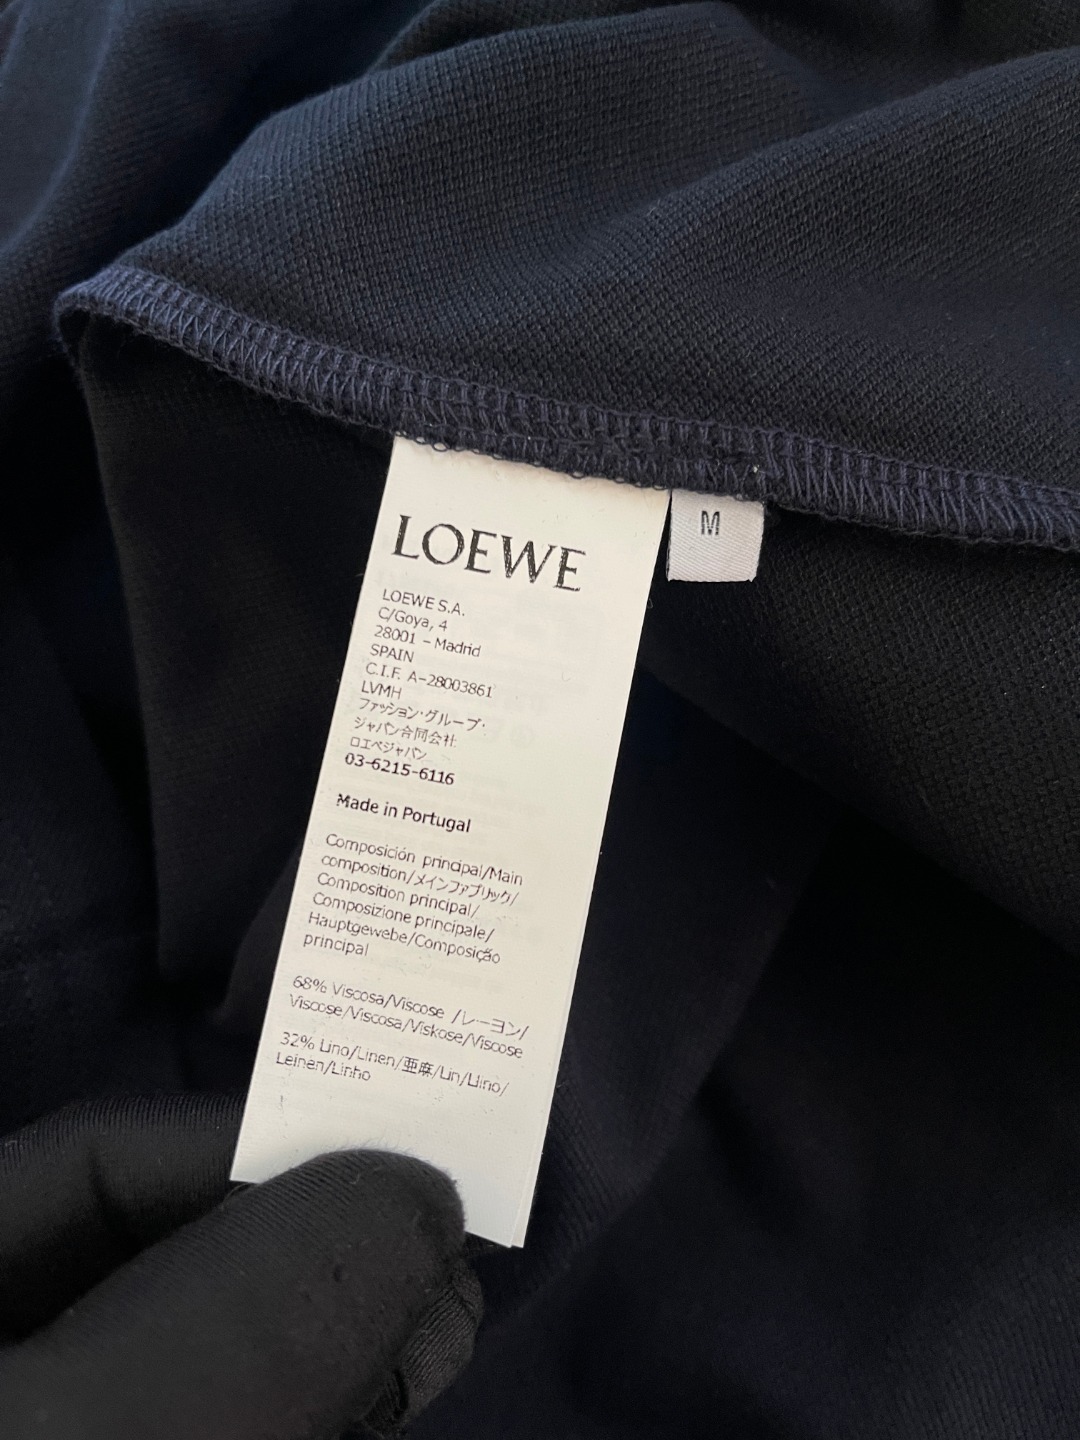 LOEWE
M
LOEWE S.A.
C/Goya, 4
28001 – Madrid
SPAIN
C.I.F. A-28003861
LVMH
ファッション・グループ・
ジャパン合同会社
ロエベジャパン
03-6215-6116
Made in Portugal
Composición principal/Main
composition/メインファブリック/
Composition principal/
Composizione principale/
Hauptgewebe/Composição
principal
68% Viscosa/Viscose /レーヨン/
Viscose/Viscosa/Viskose/Viscose
32% Lino/Linen/亜麻/Lin/Lino/
Leinen/Linho